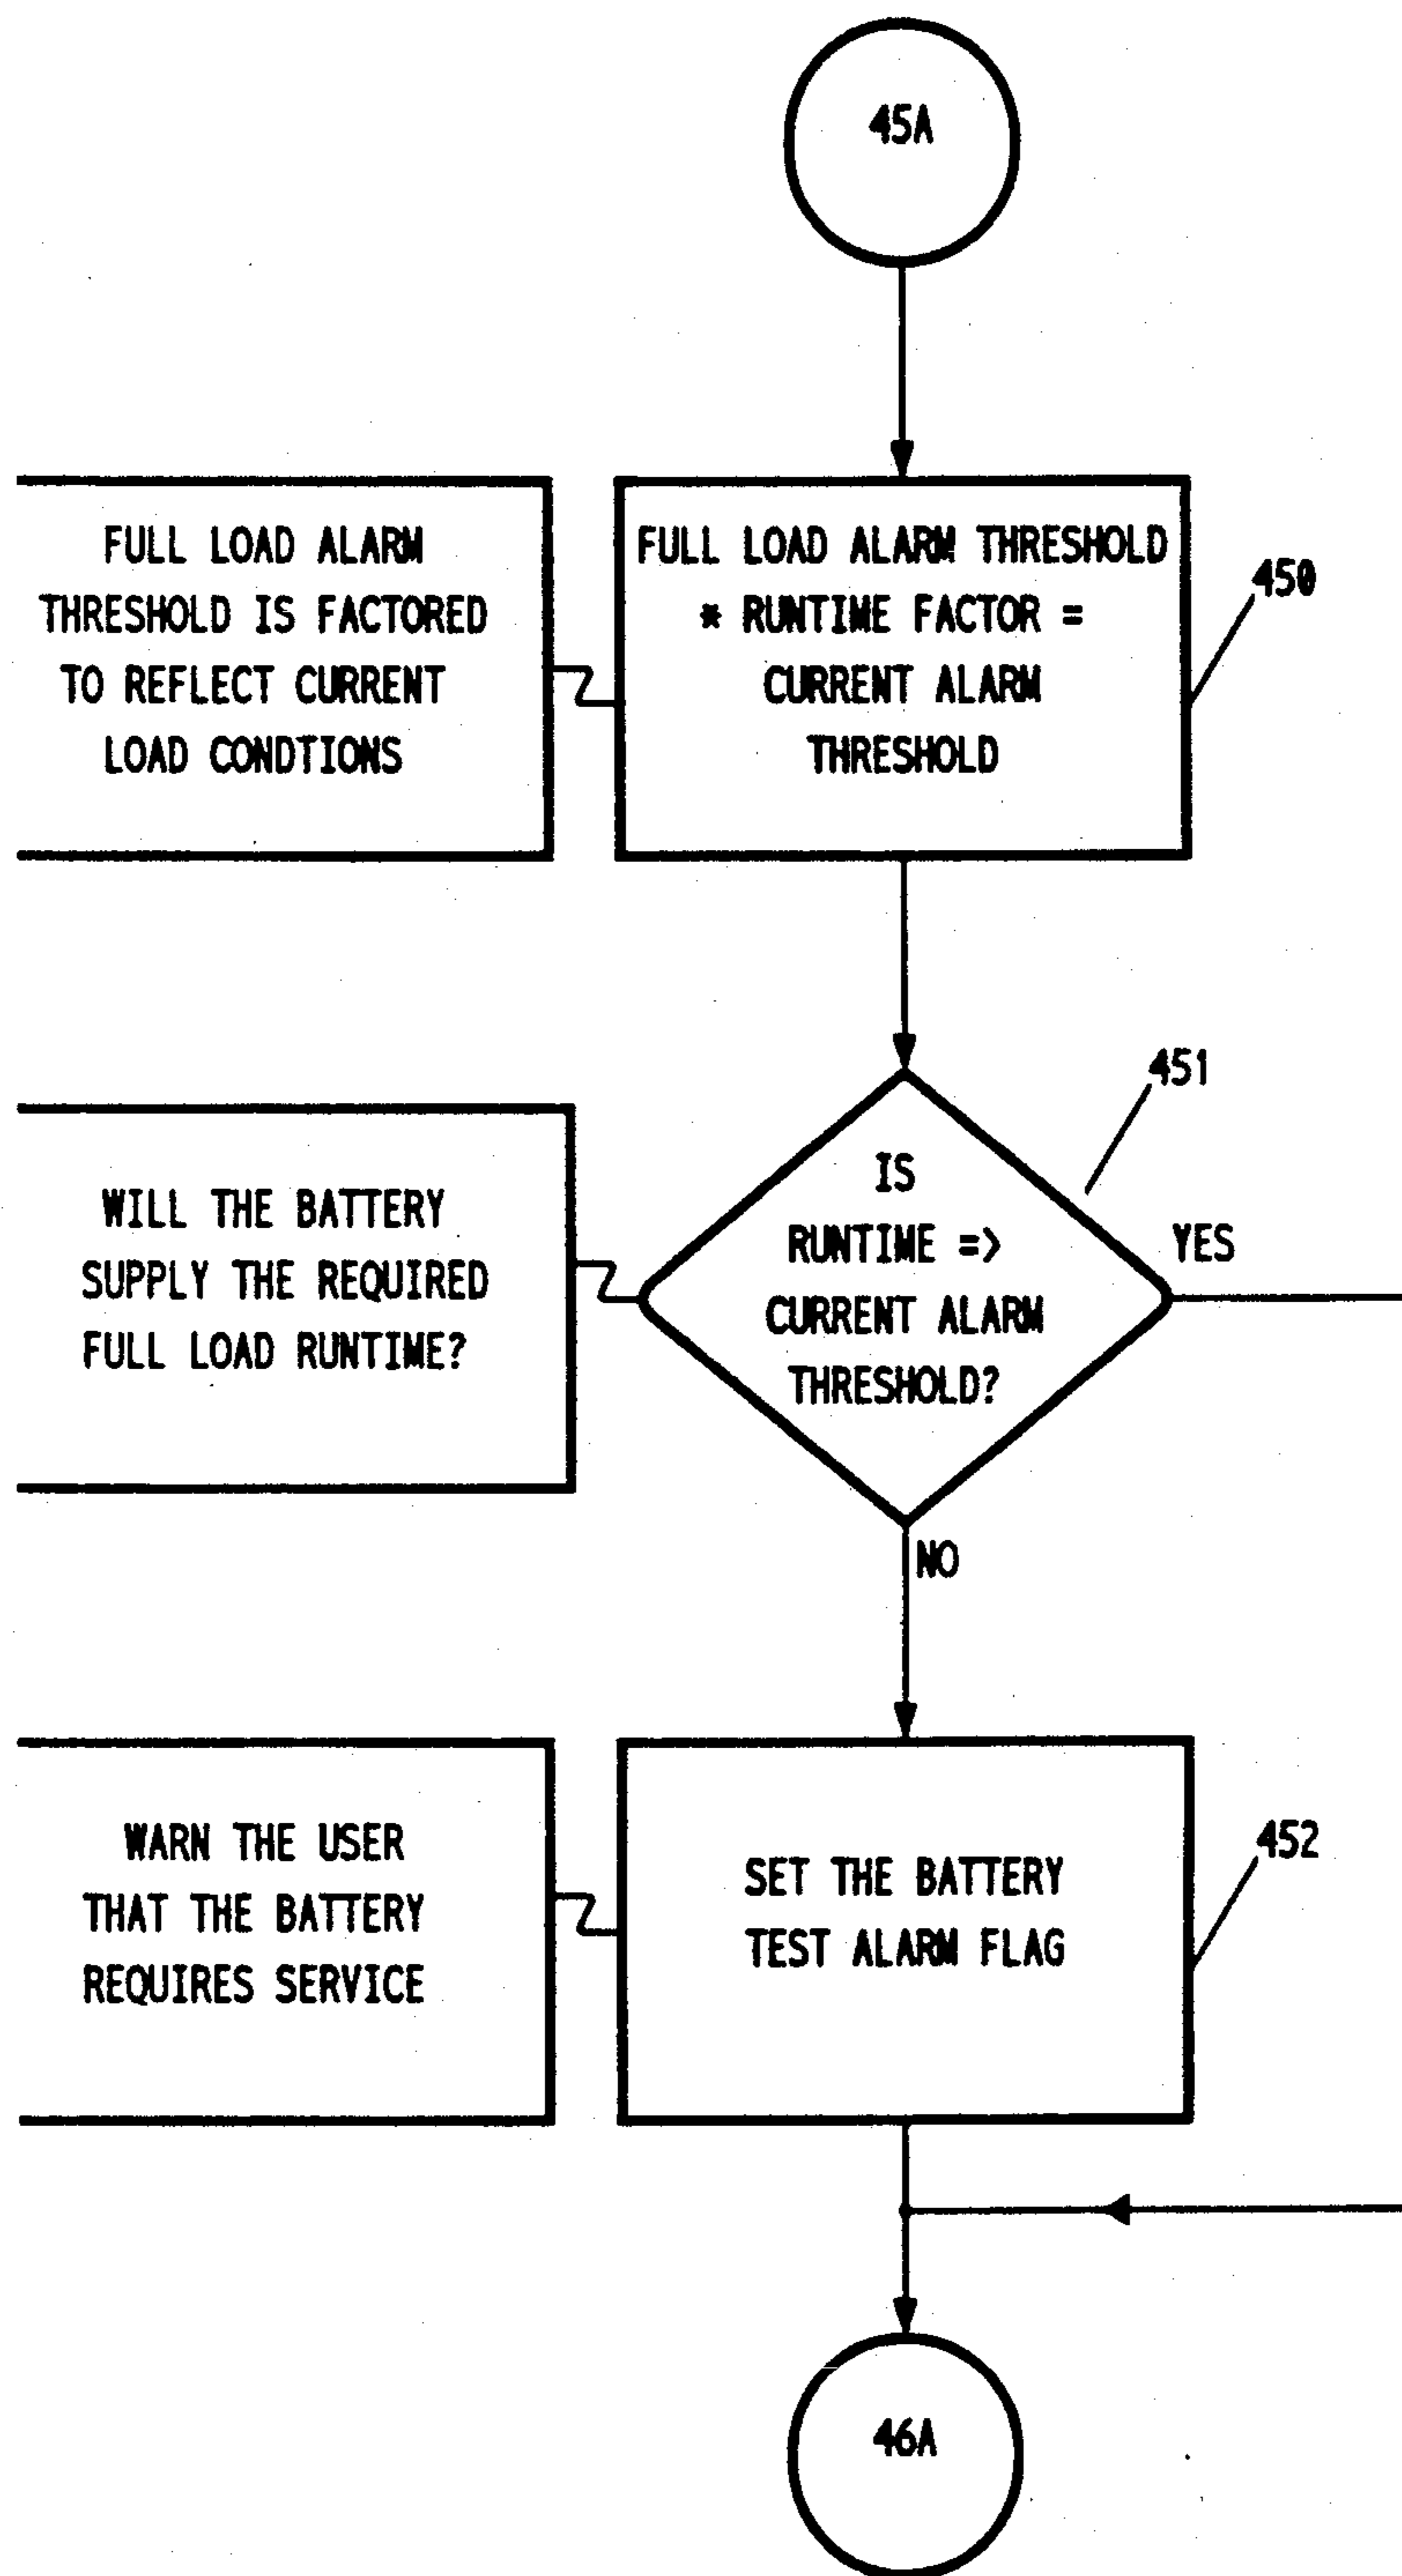 45A
FULL LOAD ALARM
THRESHOLD IS FACTORED
TO REFLECT CURRENT
LOAD CONDTIONS
FULL LOAD ALARM THRESHOLD
* RUNTIME FACTOR =
CURRENT ALARM
THRESHOLD
450
WILL THE BATTERY
SUPPLY THE REQUIRED
FULL LOAD RUNTIME?
IS
RUNTIME =>
CURRENT ALARM
THRESHOLD?
451
YES
NO
WARN THE USER
THAT THE BATTERY
REQUIRES SERVICE
SET THE BATTERY
TEST ALARM FLAG
452
46A